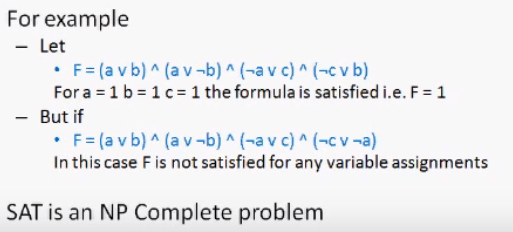 For example
– Let
• F = (a v b) ^ (a v ¬b) ^ (¬a v c) ^ (¬c v b)
For a = 1 b = 1 c = 1 the formula is satisfied i.e. F = 1
– But if
• F = (a v b) ^ (a v ¬b) ^ (¬a v c) ^ (¬c v ¬a)
In this case F is not satisfied for any variable assignments
SAT is an NP Complete problem